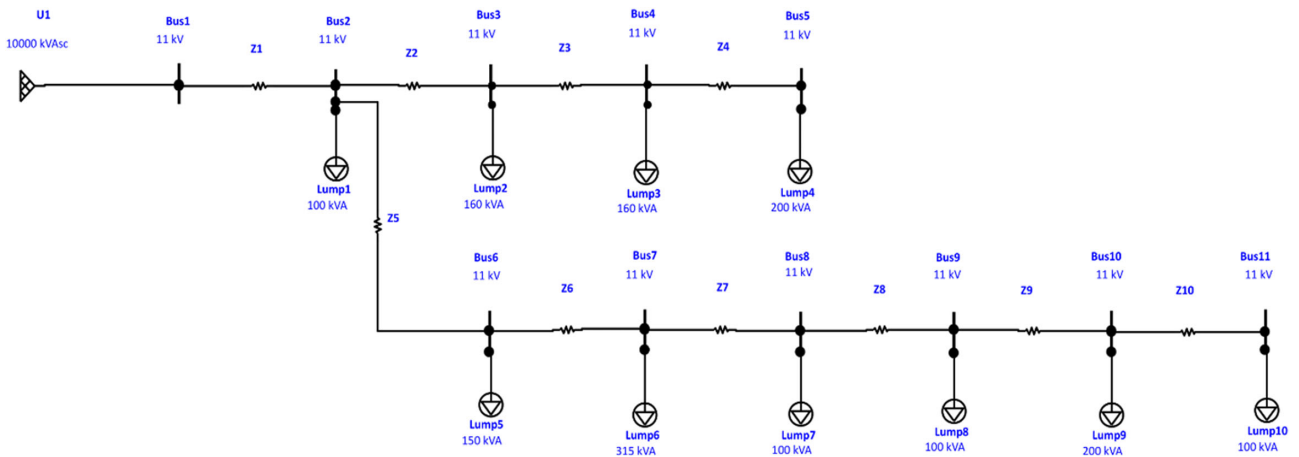 U1
10000 kVAsc
Bus1
11 kV
Z1
Bus2
11 kV
Z2
Bus3
11 kV
Z3
Bus4
11 kV
Z4
Bus5
11 kV
Lump1
100 kVA
Lump2
160 kVA
Lump3
160 kVA
Lump4
200 kVA
Z5
Bus6
11 kV
Z6
Bus7
11 kV
Z7
Bus8
11 kV
Z8
Bus9
11 kV
Z9
Bus10
11 kV
Z10
Bus11
11 kV
Lump5
150 kVA
Lump6
315 kVA
Lump7
100 kVA
Lump8
100 kVA
Lump9
200 kVA
Lump10
100 kVA